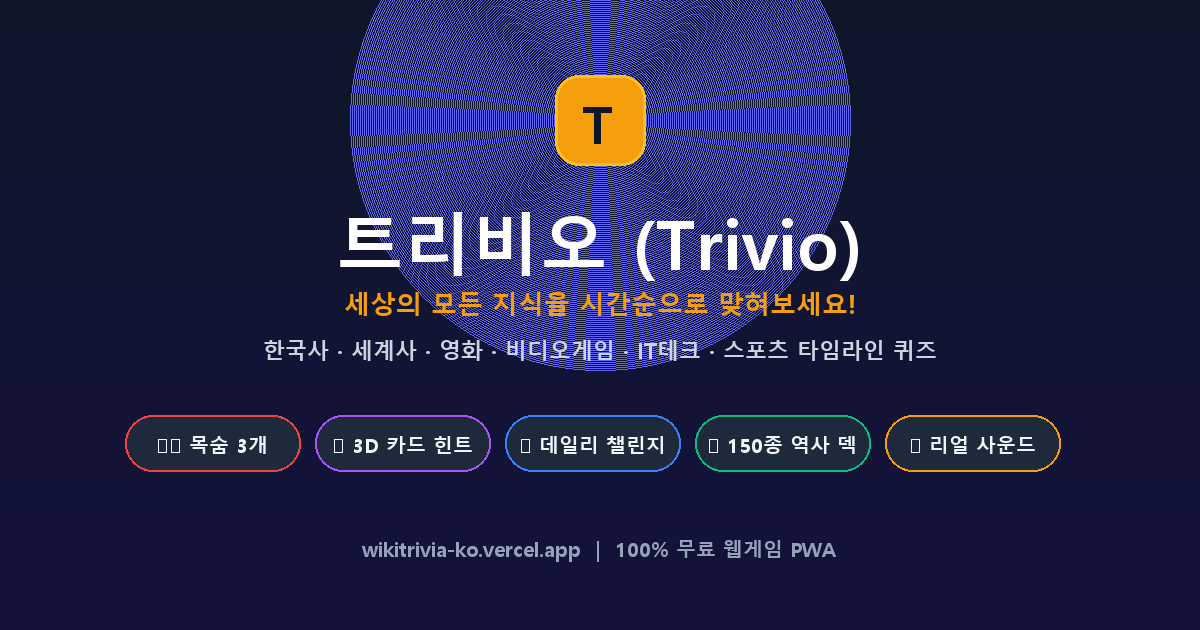 T
트리비오 (Trivio)
세상의 모든 지식을 시간순으로 맞혀보세요!
한국사 · 세계사 · 영화 · 비디오게임 · IT테크 · 스포츠 타임라인 퀴즈
목숨 3개
3D 카드 힌트
데일리 챌린지
150종 역사 덱
리얼 사운드
wikitrivia-ko.vercel.app | 100% 무료 웹게임 PWA